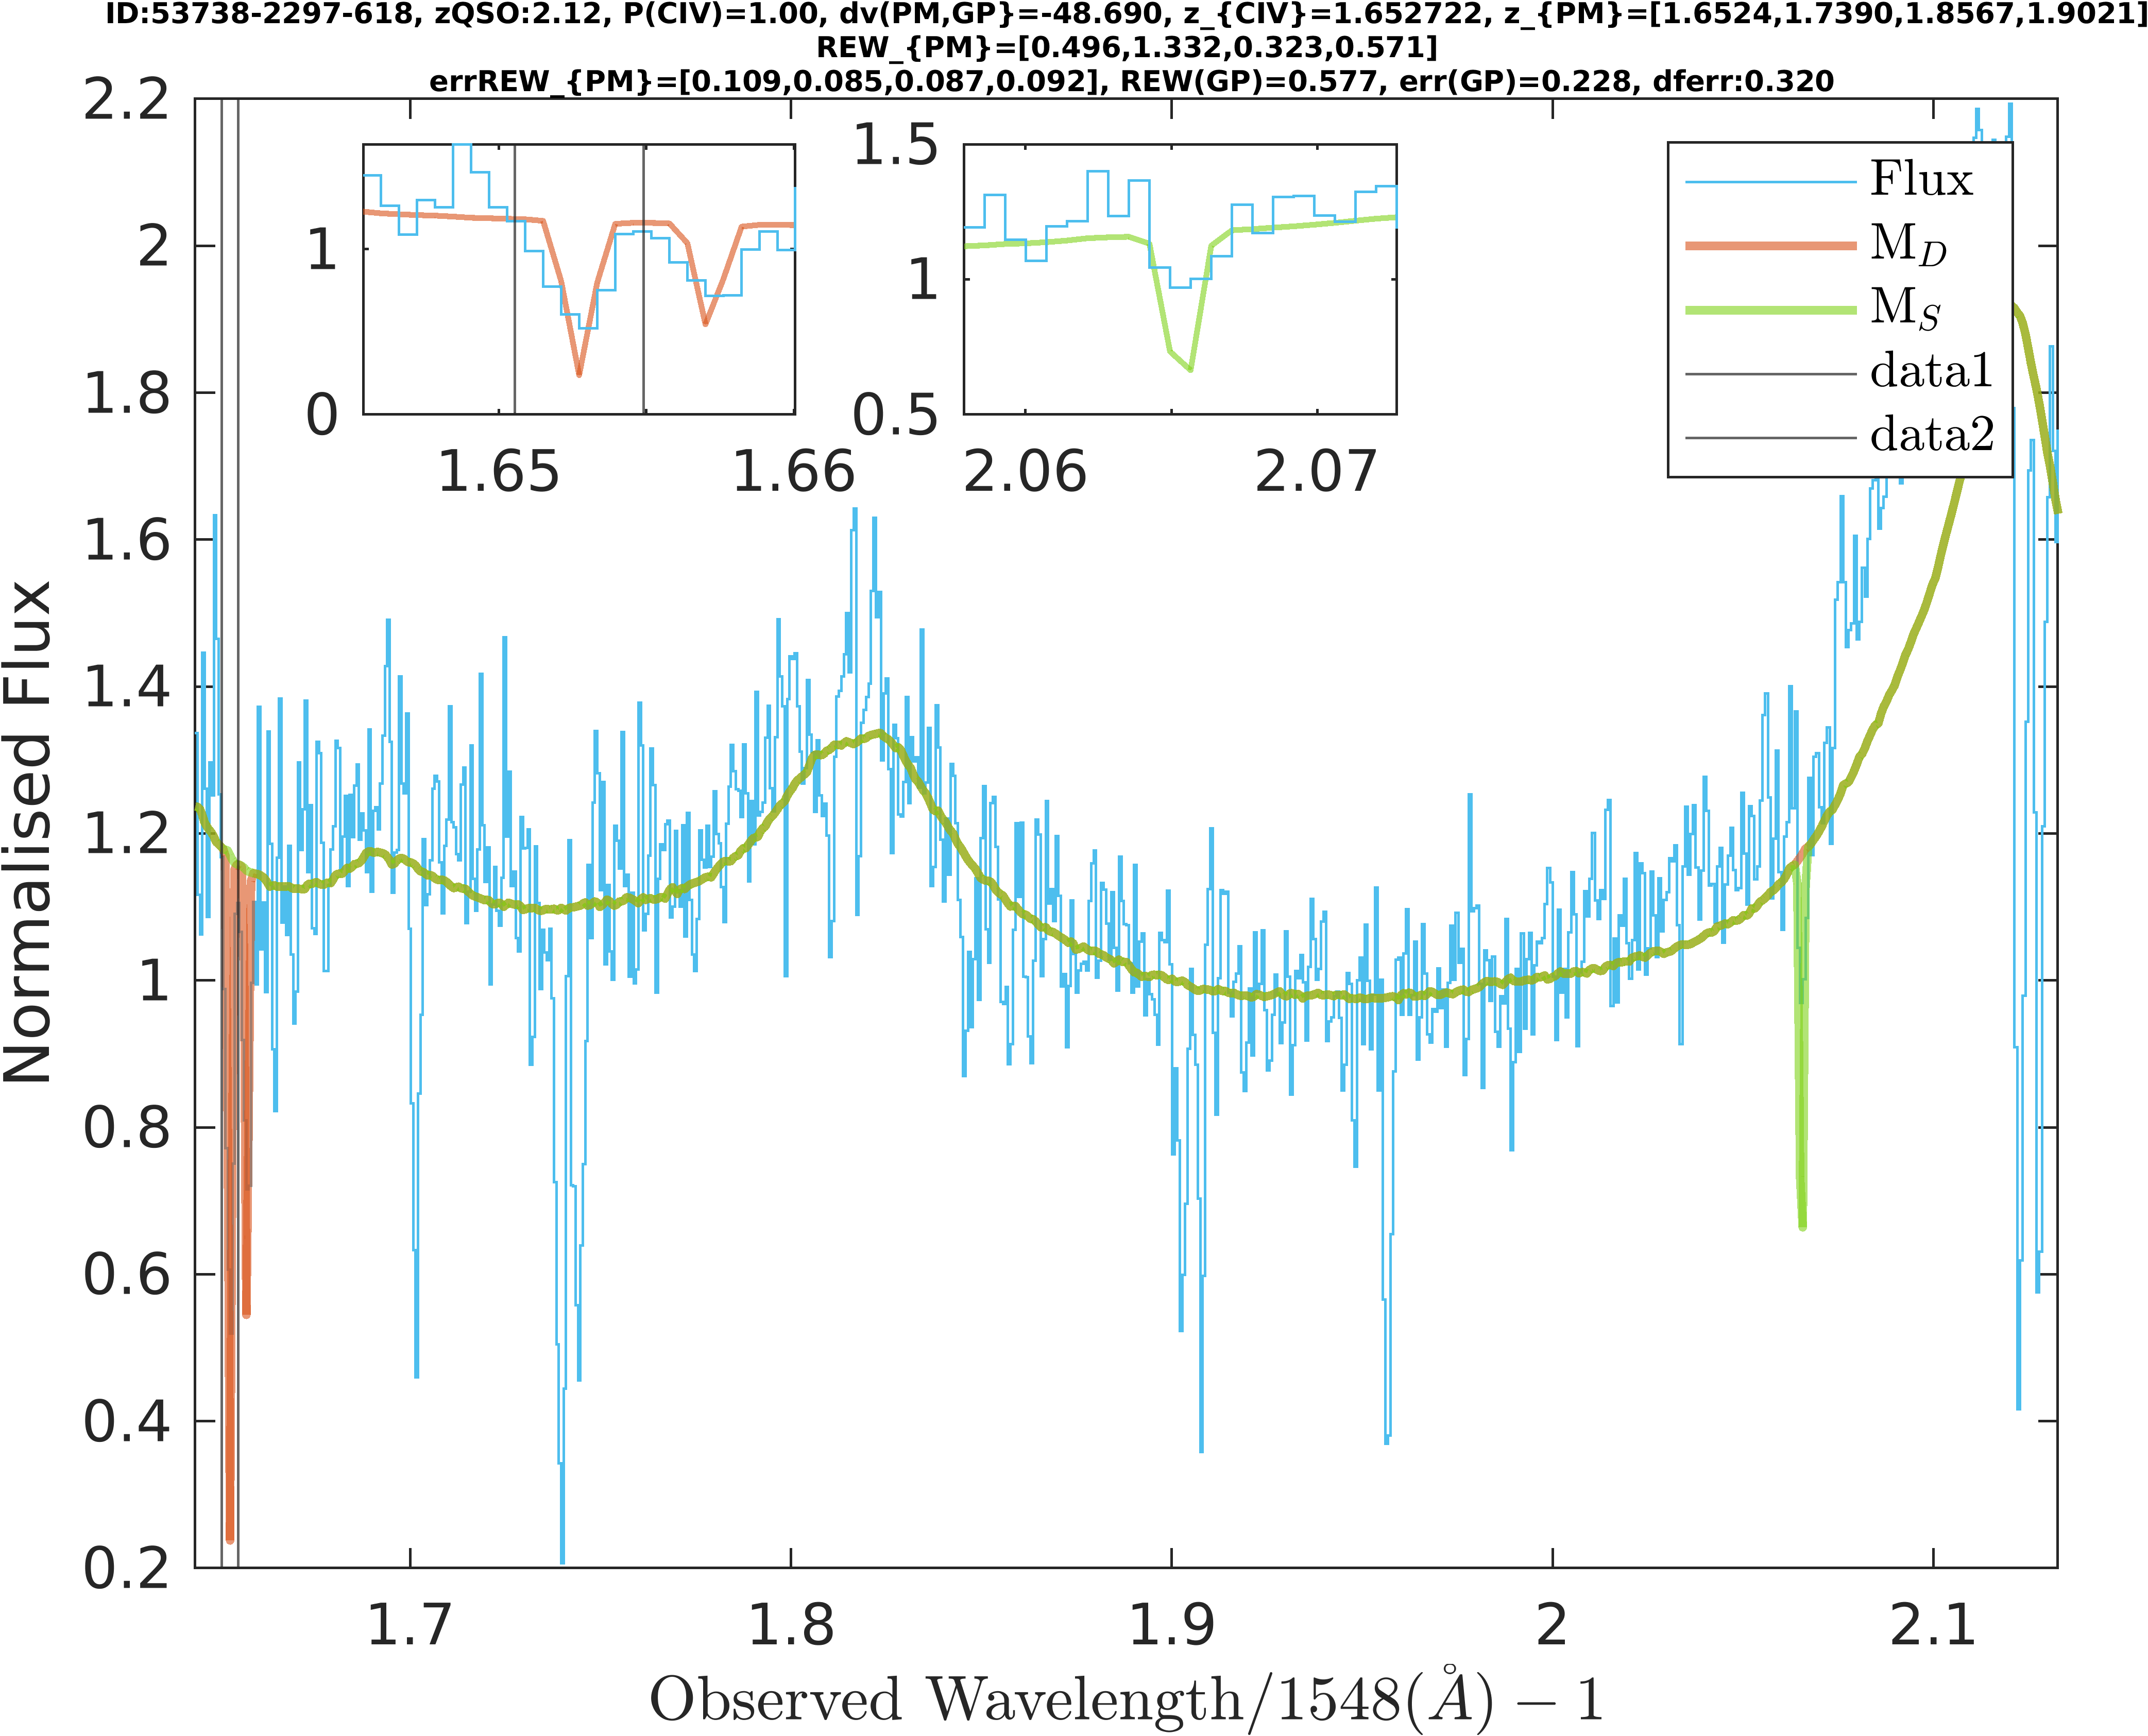 ID:53738-2297-618, zQSO:2.12, P(CIV)=1.00, dv(PM,GP}=-48.690, z_{CIV}=1.652722, z_{PM}=[1.6524,1.7390,1.8567,1.9021]
REW_{PM}=[0.496,1.332,0.323,0.571]
errREW_{PM}=[0.109,0.085,0.087,0.092], REW(GP)=0.577, err(GP)=0.228, dferr:0.320
2.2
2
1.8
1.6
1.4
1.2
1
0.8
0.6
0.4
0.2
Normalised Flux
1
0
1.65
1.66
1.5
1
0.5
2.06
2.07
Flux
M_D
M_S
data1
data2
1.7
1.8
1.9
2
2.1
Observed Wavelength/1548(Å) − 1